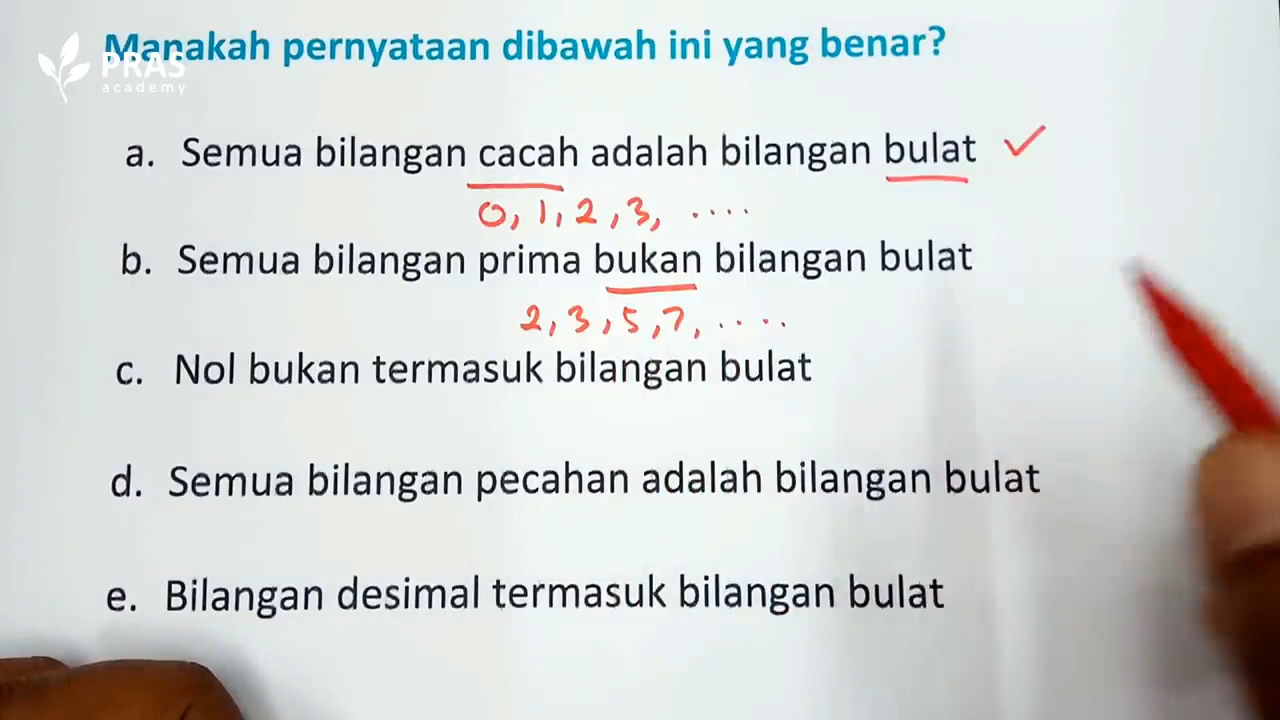 Manakah pernyataan dibawah ini yang benar?
PRAS
academy
a. Semua bilangan cacah adalah bilangan bulat ✓
0, 1, 2, 3, ....
b. Semua bilangan prima bukan bilangan bulat
2, 3, 5, 7, ....
c. Nol bukan termasuk bilangan bulat
d. Semua bilangan pecahan adalah bilangan bulat
e. Bilangan desimal termasuk bilangan bulat